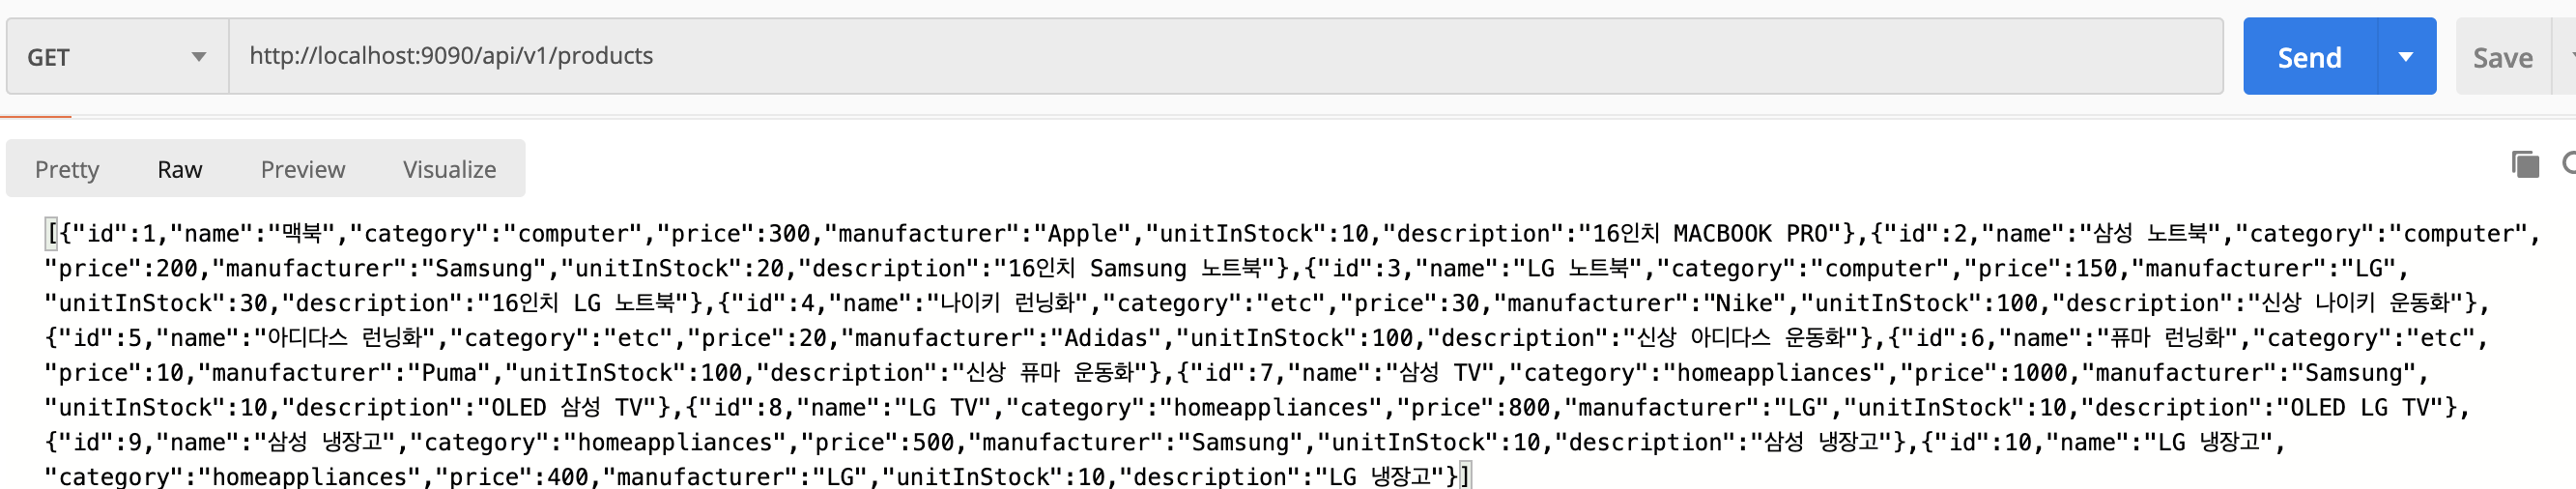 GET http://localhost:9090/api/v1/products Send Save
Pretty Raw Preview Visualize
[{"id":1,"name":"맥북","category":"computer","price":300,"manufacturer":"Apple","unitInStock":10,"description":"16인치 MACBOOK PRO"},{"id":2,"name":"삼성 노트북","category":"computer",
"price":200,"manufacturer":"Samsung","unitInStock":20,"description":"16인치 Samsung 노트북"},{"id":3,"name":"LG 노트북","category":"computer","price":150,"manufacturer":"LG",
"unitInStock":30,"description":"16인치 LG 노트북"},{"id":4,"name":"나이키 런닝화","category":"etc","price":30,"manufacturer":"Nike","unitInStock":100,"description":"신상 나이키 운동화"},
{"id":5,"name":"아디다스 런닝화","category":"etc","price":20,"manufacturer":"Adidas","unitInStock":100,"description":"신상 아디다스 운동화"},{"id":6,"name":"퓨마 런닝화","category":"etc",
"price":10,"manufacturer":"Puma","unitInStock":100,"description":"신상 퓨마 운동화"},{"id":7,"name":"삼성 TV","category":"homeappliances","price":1000,"manufacturer":"Samsung",
"unitInStock":10,"description":"OLED 삼성 TV"},{"id":8,"name":"LG TV","category":"homeappliances","price":800,"manufacturer":"LG","unitInStock":10,"description":"OLED LG TV"},
{"id":9,"name":"삼성 냉장고","category":"homeappliances","price":500,"manufacturer":"Samsung","unitInStock":10,"description":"삼성 냉장고"},{"id":10,"name":"LG 냉장고",
"category":"homeappliances","price":400,"manufacturer":"LG","unitInStock":10,"description":"LG 냉장고"}]